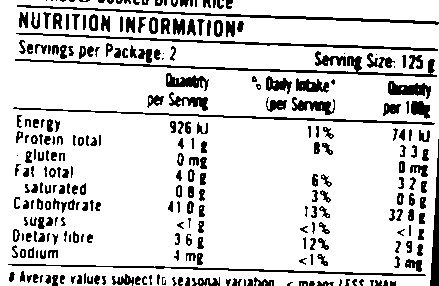 Cooked Brown Rice
NUTRITION INFORMATION#
Servings per Package: 2 Serving Size: 125 g
Quantity per Serving % Daily Intake* (per Serving) Quantity per 100g
Energy 926 kJ 11% 741 kJ
Protein total 4.1 g 8% 3.3 g
- gluten 0 mg 0 mg
Fat total 4.0 g 6% 3.2 g
saturated 0.8 g 3% 0.6 g
Carbohydrate 41.0 g 13% 32.8 g
sugars <1 g <1% <1 g
Dietary fibre 3.6 g 12% 2.9 g
Sodium 4 mg <1% 3 mg
# Average values subject to seasonal variation < means LESS THAN